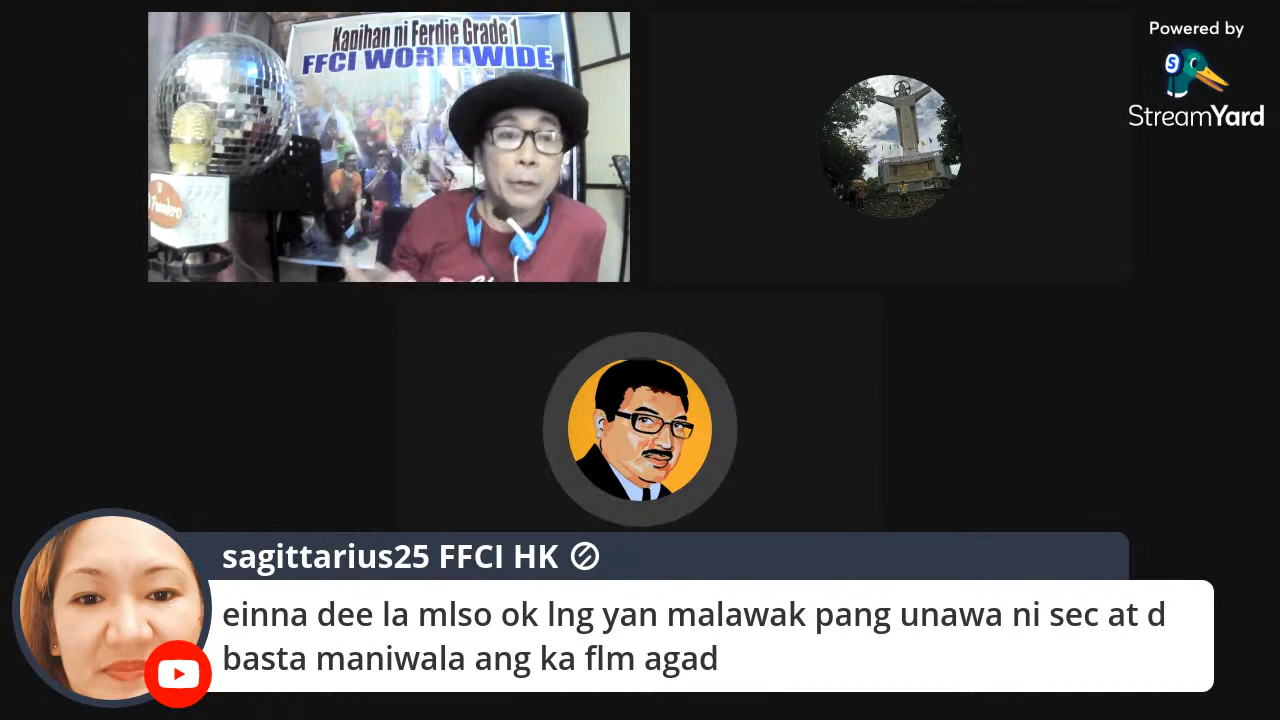 Kapihan ni Ferdie Grade 1
FFCI WORLDWIDE
Powered by
StreamYard
sagittarius25 FFCI HK
einna dee la mlso ok lng yan malawak pang unawa ni sec at d
basta maniwala ang ka flm agad